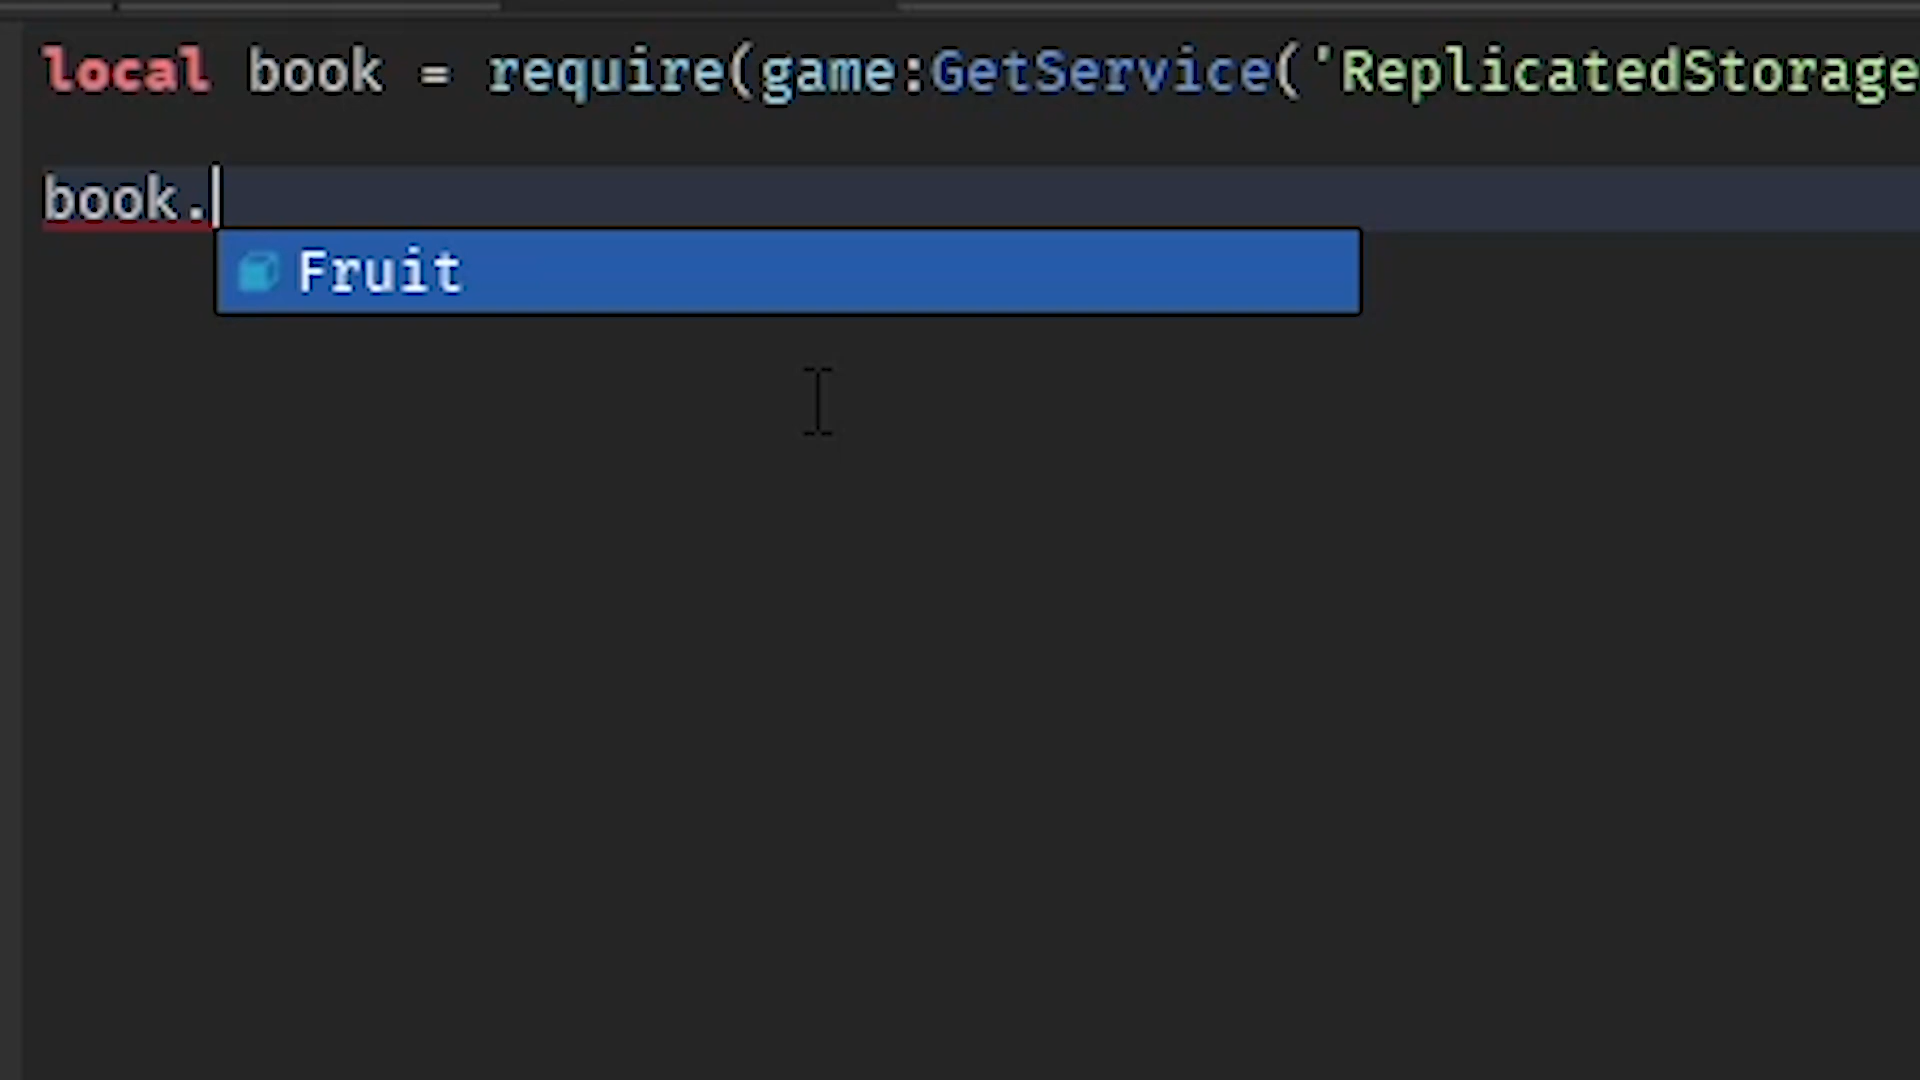 local book = require(game:GetService('ReplicatedStorage
book.
Fruit